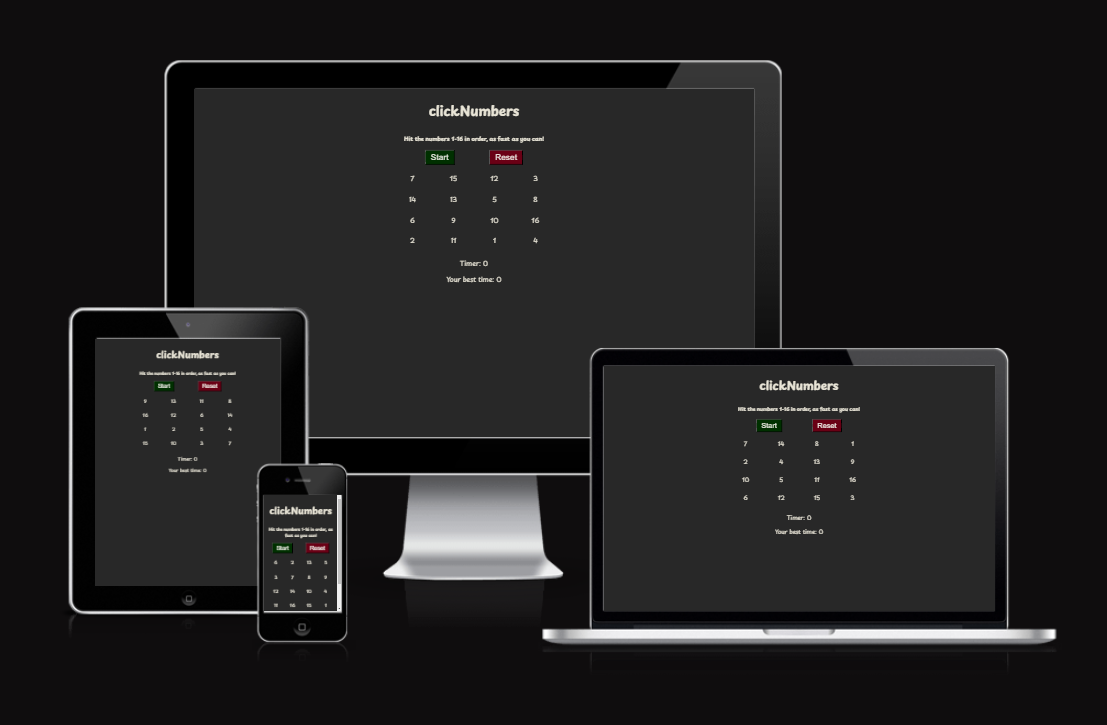 clickNumbers
Hit the numbers 1-16 in order, as fast as you can!
Start Reset
7 15 12 3
14 13 5 8
6 9 10 16
2 11 1 4
Timer: 0
Your best time: 0
clickNumbers
Hit the numbers 1-16 in order, as fast as you can!
Start Reset
9 13 11 8
16 12 6 14
1 2 5 4
15 10 3 7
Timer: 0
Your best time: 0
clickNumbers
Hit the numbers 1-16 in order, as
fast as you can!
Start Reset
6 2 13 5
3 7 8 9
12 14 10 4
11 16 15 1
clickNumbers
Hit the numbers 1-16 in order, as fast as you can!
Start Reset
7 14 8 1
2 4 13 9
10 5 11 16
6 12 15 3
Timer: 0
Your best time: 0